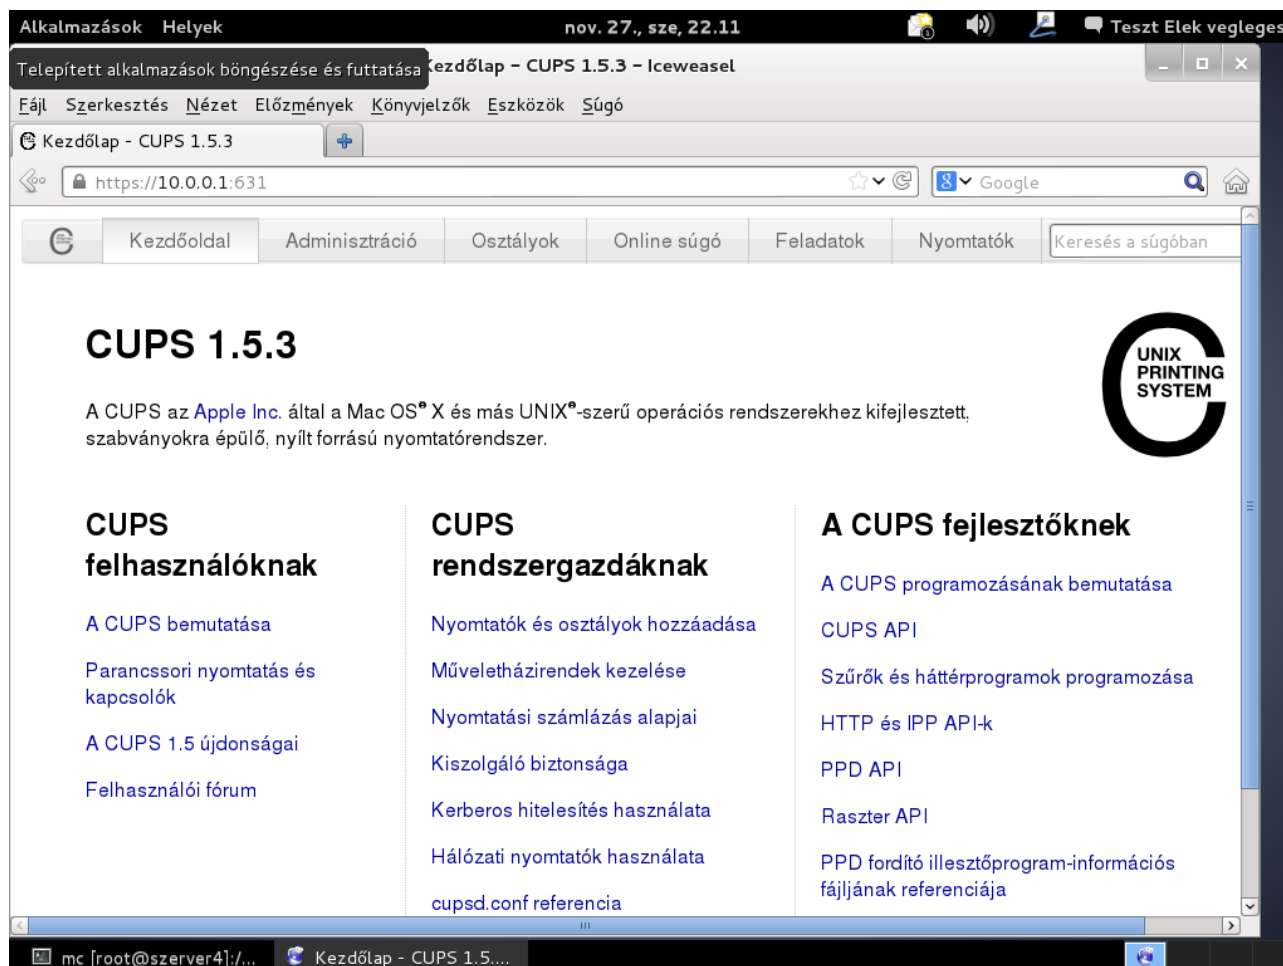 Alkalmazások Helyek nov. 27., sze, 22.11 1 Teszt Elek vegleges
Telepített alkalmazások böngészése és futtatása
ezdőlap – CUPS 1.5.3 – Iceweasel
Fájl Szerkesztés Nézet Előzmények Könyvjelzők Eszközök Súgó
Kezdőlap - CUPS 1.5.3
https://10.0.0.1:631 8 Google
Kezdőoldal Adminisztráció Osztályok Online súgó Feladatok Nyomtatók Keresés a súgóban
CUPS 1.5.3
UNIX
PRINTING
SYSTEM
A CUPS az Apple Inc. által a Mac OS® X és más UNIX®-szerű operációs rendszerekhez kifejlesztett,
szabványokra épülő, nyílt forrású nyomtatórendszer.
CUPS
felhasználóknak
A CUPS bemutatása
Parancssori nyomtatás és
kapcsolók
A CUPS 1.5 újdonságai
Felhasználói fórum
CUPS
rendszergazdáknak
Nyomtatók és osztályok hozzáadása
Műveletházirendek kezelése
Nyomtatási számlázás alapjai
Kiszolgáló biztonsága
Kerberos hitelesítés használata
Hálózati nyomtatók használata
cupsd.conf referencia
A CUPS fejlesztőknek
A CUPS programozásának bemutatása
CUPS API
Szűrők és háttérprogramok programozása
HTTP és IPP API-k
PPD API
Raszter API
PPD fordító illesztőprogram-információs
fájljának referenciája
mc [root@szerver4]:/... Kezdőlap - CUPS 1.5....